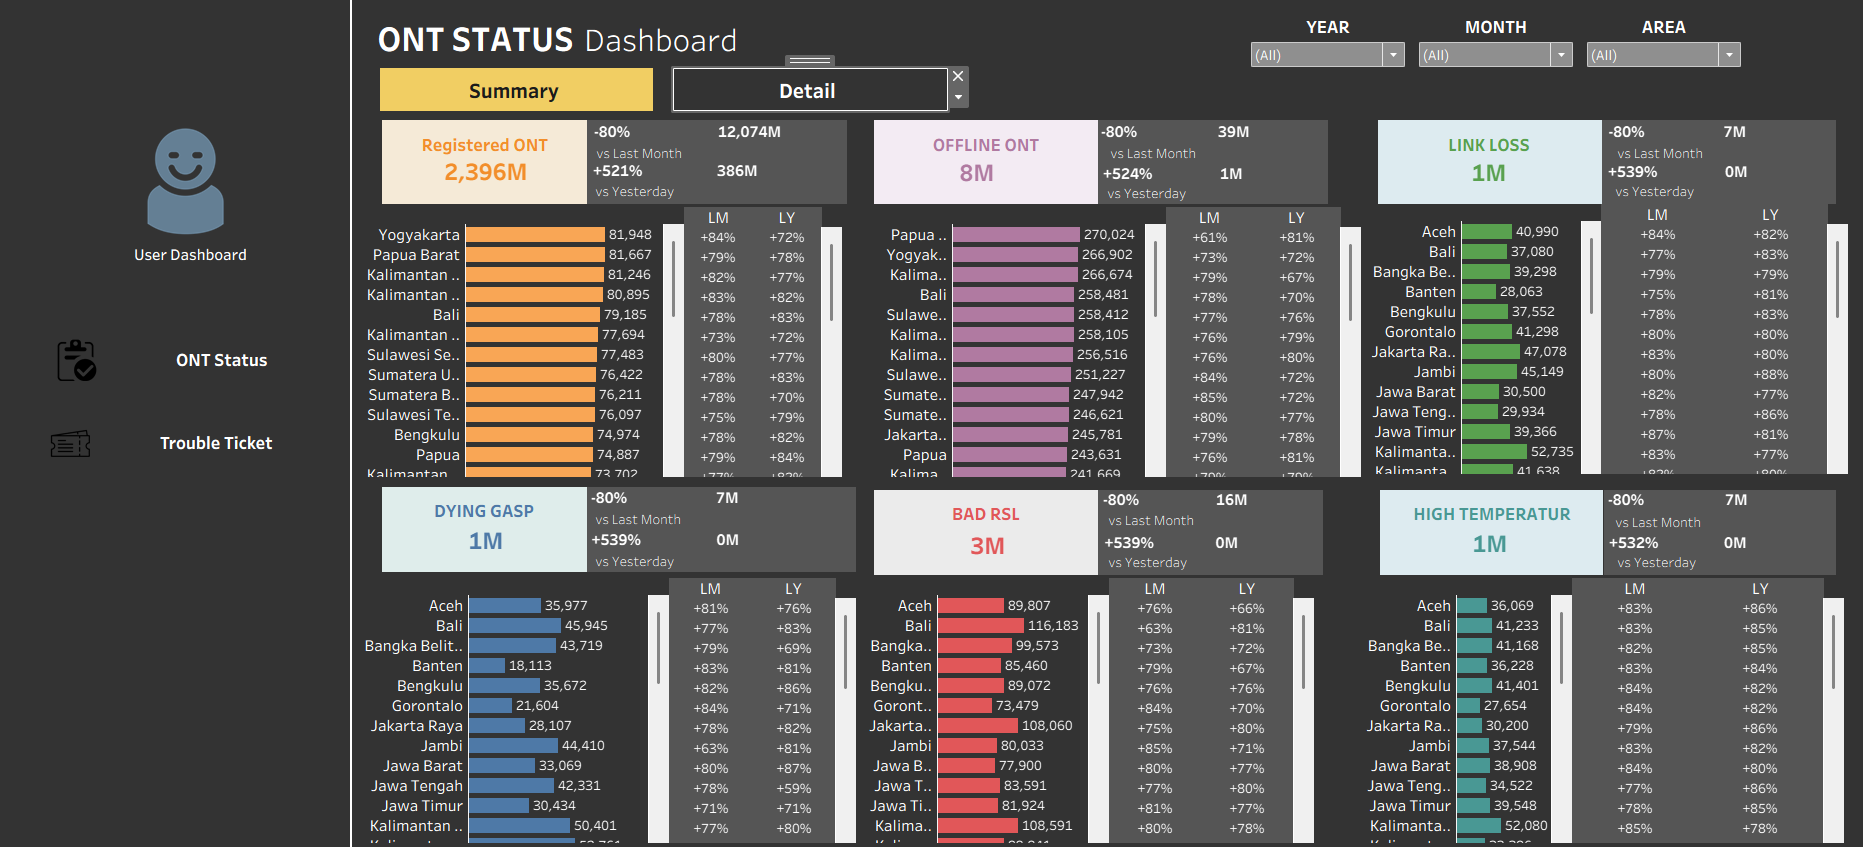 ONT STATUS Dashboard
YEAR
MONTH
AREA
(All)
(All)
(All)
Summary
Detail
User Dashboard
ONT Status
Trouble Ticket
Registered ONT
2,396M
-80%
12,074M
vs Last Month
+521%
386M
vs Yesterday
LM LY
Yogyakarta 81,948 +84% +72%
Papua Barat 81,667 +79% +78%
Kalimantan .. 81,246 +82% +77%
Kalimantan .. 80,895 +83% +82%
Bali 79,185 +78% +83%
Kalimantan .. 77,694 +73% +72%
Sulawesi Se.. 77,483 +80% +77%
Sumatera U.. 76,422 +78% +83%
Sumatera B.. 76,211 +78% +70%
Sulawesi Te.. 76,097 +75% +79%
Bengkulu 74,974 +78% +82%
Papua 74,887 +79% +84%
Kalimantan .. 73,702 +77% +82%
OFFLINE ONT
8M
-80%
39M
vs Last Month
+524%
1M
vs Yesterday
LM LY
Papua .. 270,024 +61% +81%
Yogyak.. 266,902 +73% +72%
Kalima.. 266,674 +79% +67%
Bali 258,481 +78% +70%
Sulawe.. 258,412 +77% +76%
Kalima.. 258,105 +76% +79%
Kalima.. 256,516 +76% +80%
Sulawe.. 251,227 +84% +72%
Sumate.. 247,942 +85% +72%
Sumate.. 246,621 +80% +77%
Jakarta.. 245,781 +79% +78%
Papua 243,631 +76% +81%
Kalima.. 241,669 +79% +79%
LINK LOSS
1M
-80%
7M
vs Last Month
+539%
0M
vs Yesterday
LM LY
Aceh 40,990 +84% +82%
Bali 37,080 +77% +83%
Bangka Be.. 39,298 +79% +79%
Banten 28,063 +75% +81%
Bengkulu 37,552 +78% +83%
Gorontalo 41,298 +80% +80%
Jakarta Ra.. 47,078 +83% +80%
Jambi 45,149 +80% +88%
Jawa Barat 30,500 +82% +77%
Jawa Teng.. 29,934 +78% +86%
Jawa Timur 39,366 +87% +81%
Kalimanta.. 52,735 +83% +77%
Kalimanta.. 41,638 +82% +80%
DYING GASP
1M
-80%
7M
vs Last Month
+539%
0M
vs Yesterday
LM LY
Aceh 35,977 +81% +76%
Bali 45,945 +77% +83%
Bangka Belit.. 43,719 +79% +69%
Banten 18,113 +83% +81%
Bengkulu 35,672 +82% +86%
Gorontalo 21,604 +84% +71%
Jakarta Raya 28,107 +78% +82%
Jambi 44,410 +63% +81%
Jawa Barat 33,069 +80% +87%
Jawa Tengah 42,331 +78% +59%
Jawa Timur 30,434 +71% +71%
Kalimantan .. 50,401 +77% +80%
BAD RSL
3M
-80%
16M
vs Last Month
+539%
0M
vs Yesterday
LM LY
Aceh 89,807 +76% +66%
Bali 116,183 +63% +81%
Bangka.. 99,573 +73% +72%
Banten 85,460 +79% +67%
Bengku.. 89,072 +76% +76%
Goront.. 73,479 +84% +70%
Jakarta.. 108,060 +75% +80%
Jambi 80,033 +85% +71%
Jawa B.. 77,900 +80% +77%
Jawa T.. 83,591 +77% +80%
Jawa Ti.. 81,924 +81% +77%
Kalima.. 108,591 +80% +78%
HIGH TEMPERATUR
1M
-80%
7M
vs Last Month
+532%
0M
vs Yesterday
LM LY
Aceh 36,069 +83% +86%
Bali 41,233 +83% +85%
Bangka Be.. 41,168 +82% +85%
Banten 36,228 +83% +84%
Bengkulu 41,401 +84% +82%
Gorontalo 27,654 +84% +82%
Jakarta Ra.. 30,200 +79% +86%
Jambi 37,544 +83% +82%
Jawa Barat 38,908 +84% +80%
Jawa Teng.. 34,522 +77% +86%
Jawa Timur 39,548 +78% +85%
Kalimanta.. 52,080 +85% +78%